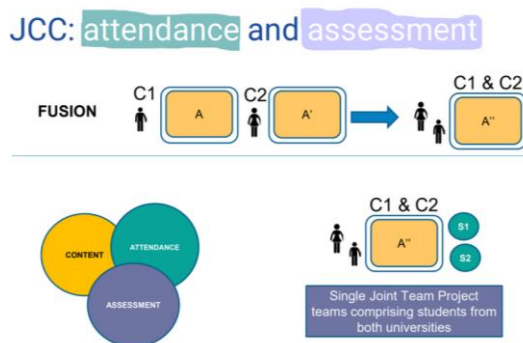 JCC: attendance and assessment
C1
C2
C1 & C2
FUSION
A
A'
A''
C1 & C2
CONTENT
ATTENDANCE
ASSESSMENT
A''
S1
S2
Single Joint Team Project
teams comprising students from
both universities